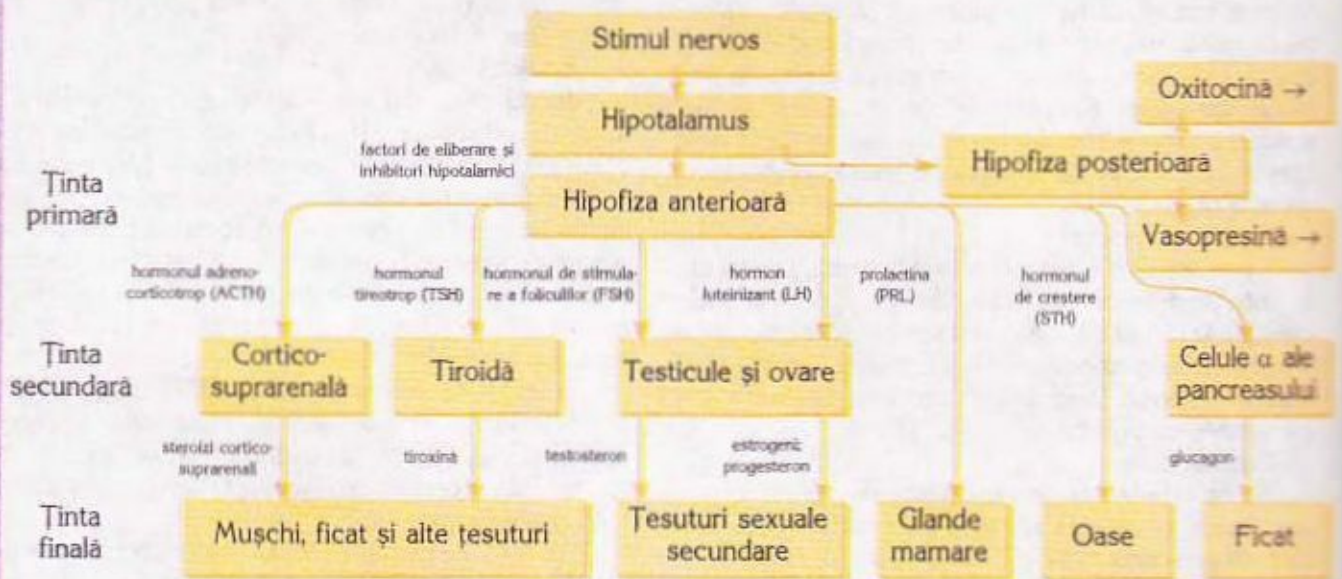 Stimul nervos
Oxitocină →
Hipotalamus
factori de eliberare și
inhibitori hipotalamici
Hipofiza posterioară
Ținta
primară
Hipofiza anterioară
Vasopresina →
hormonul adreno-
corticotrop (ACTH)
hormonul
tireotrop (TSH)
hormonul de stimula-
re a foliculilor (FSH)
hormon
luteinizant (LH)
prolactina
(PRL)
hormonul
de creștere
(STH)
Ținta
secundară
Cortico-
suprarenală
Tiroidă
Testicule și ovare
Celule α ale
pancreasului
steroizi cortico-
suprarenali
tiroxină
testosteron
estrogeni;
progesteron
glucagon
Ținta
finală
Mușchi, ficat și alte țesuturi
Țesuturi sexuale
secundare
Glande
mamare
Oase
Ficat